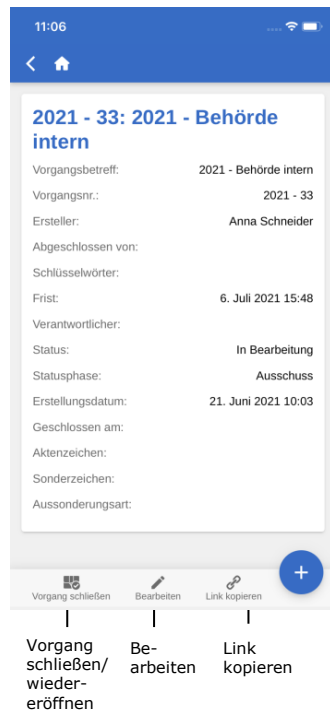 11:06
2021 - 33: 2021 - Behörde
intern
Vorgangsbetreff: 2021 - Behörde intern
Vorgangsnr.: 2021 - 33
Ersteller: Anna Schneider
Abgeschlossen von:
Schlüsselwörter:
Frist: 6. Juli 2021 15:48
Verantwortlicher:
Status: In Bearbeitung
Statusphase: Ausschuss
Erstellungsdatum: 21. Juni 2021 10:03
Geschlossen am:
Aktenzeichen:
Sonderzeichen:
Aussonderungsart:
Vorgang schließen Bearbeiten Link kopieren
Vorgang
schließen/
wieder-
eröffnen
Be-
arbeiten
Link
kopieren